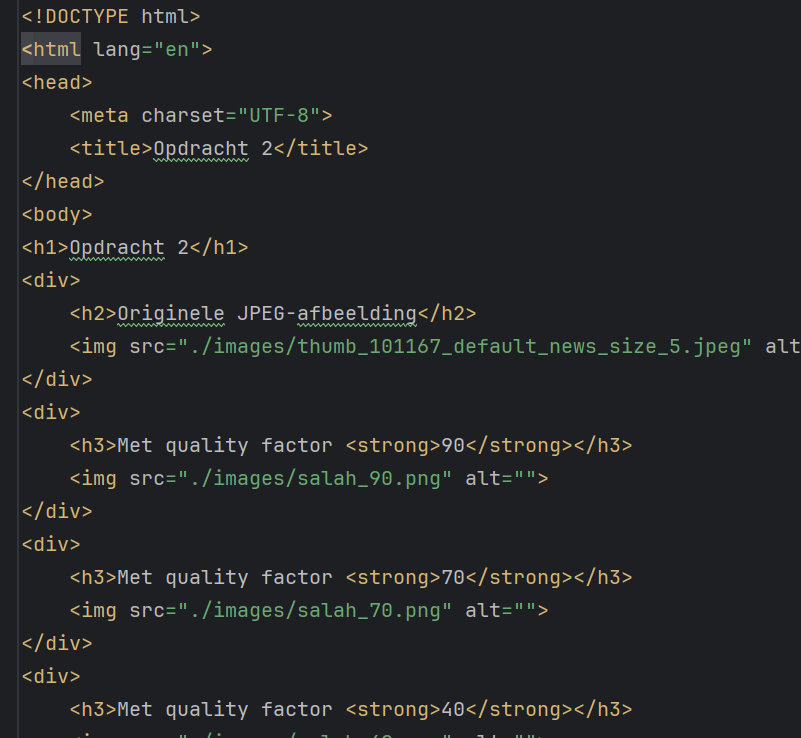 <!DOCTYPE html>
<html lang="en">
<head>
    <meta charset="UTF-8">
    <title>Opdracht 2</title>
</head>
<body>
<h1>Opdracht 2</h1>
<div>
    <h2>Originele JPEG-afbeelding</h2>
    <img src="./images/thumb_101167_default_news_size_5.jpeg" alt
</div>
<div>
    <h3>Met quality factor <strong>90</strong></h3>
    <img src="./images/salah_90.png" alt="">
</div>
<div>
    <h3>Met quality factor <strong>70</strong></h3>
    <img src="./images/salah_70.png" alt="">
</div>
<div>
    <h3>Met quality factor <strong>40</strong></h3>